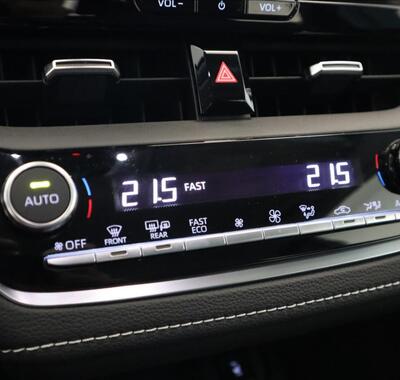 VOL− VOL+
21.5 FAST 21.5
AUTO
OFF FRONT REAR FAST ECO